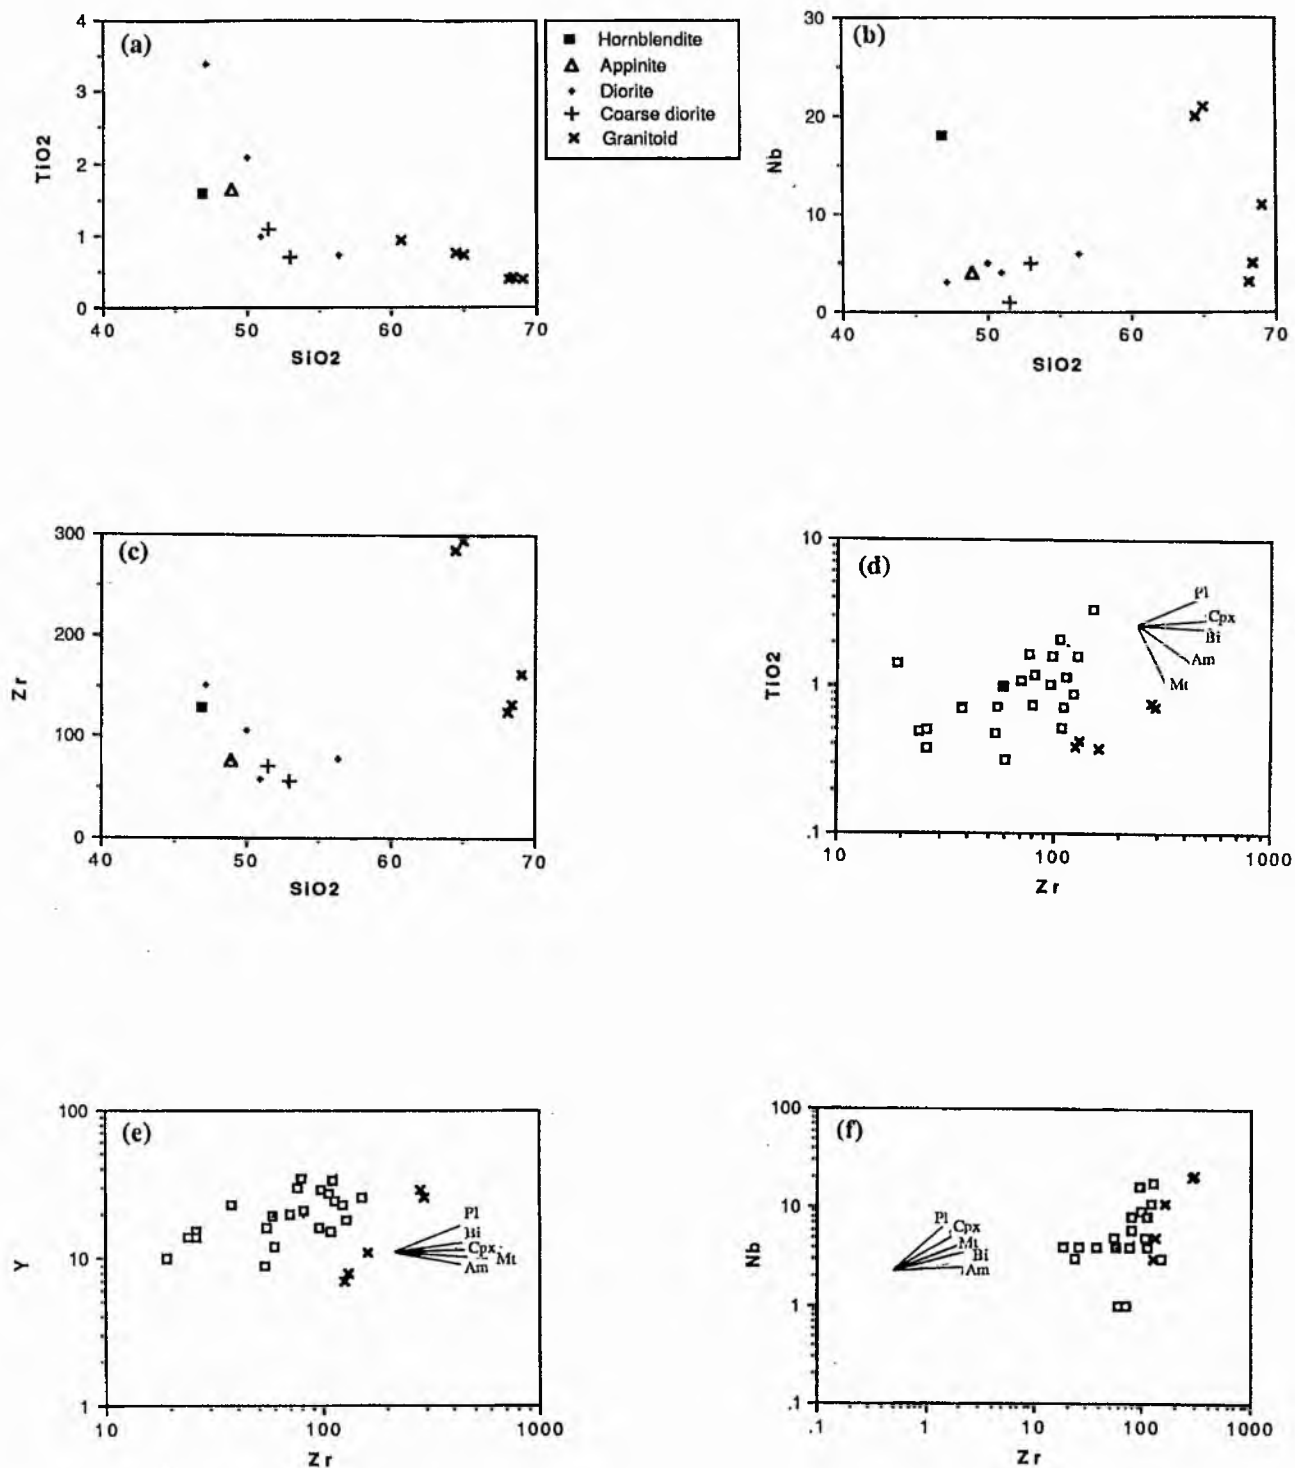 (a)
4
3
2
1
0
TiO2
40 50 60 70
SiO2
Hornblendite
Appinite
Diorite
Coarse diorite
Granitoid
(b)
30
20
10
0
Nb
40 50 60 70
SiO2
(c)
300
200
100
0
Zr
40 50 60 70
SiO2
(d)
10
1
.1
TiO2
Pl
Cpx
Bi
Am
Mt
10 100 1000
Zr
(e)
100
10
1
Y
Pl
Bi
Cpx
Mt
Am
10 100 1000
Zr
(f)
100
10
1
.1
Nb
Pl
Cpx
Mt
Bi
Am
.1 1 10 100 1000
Zr